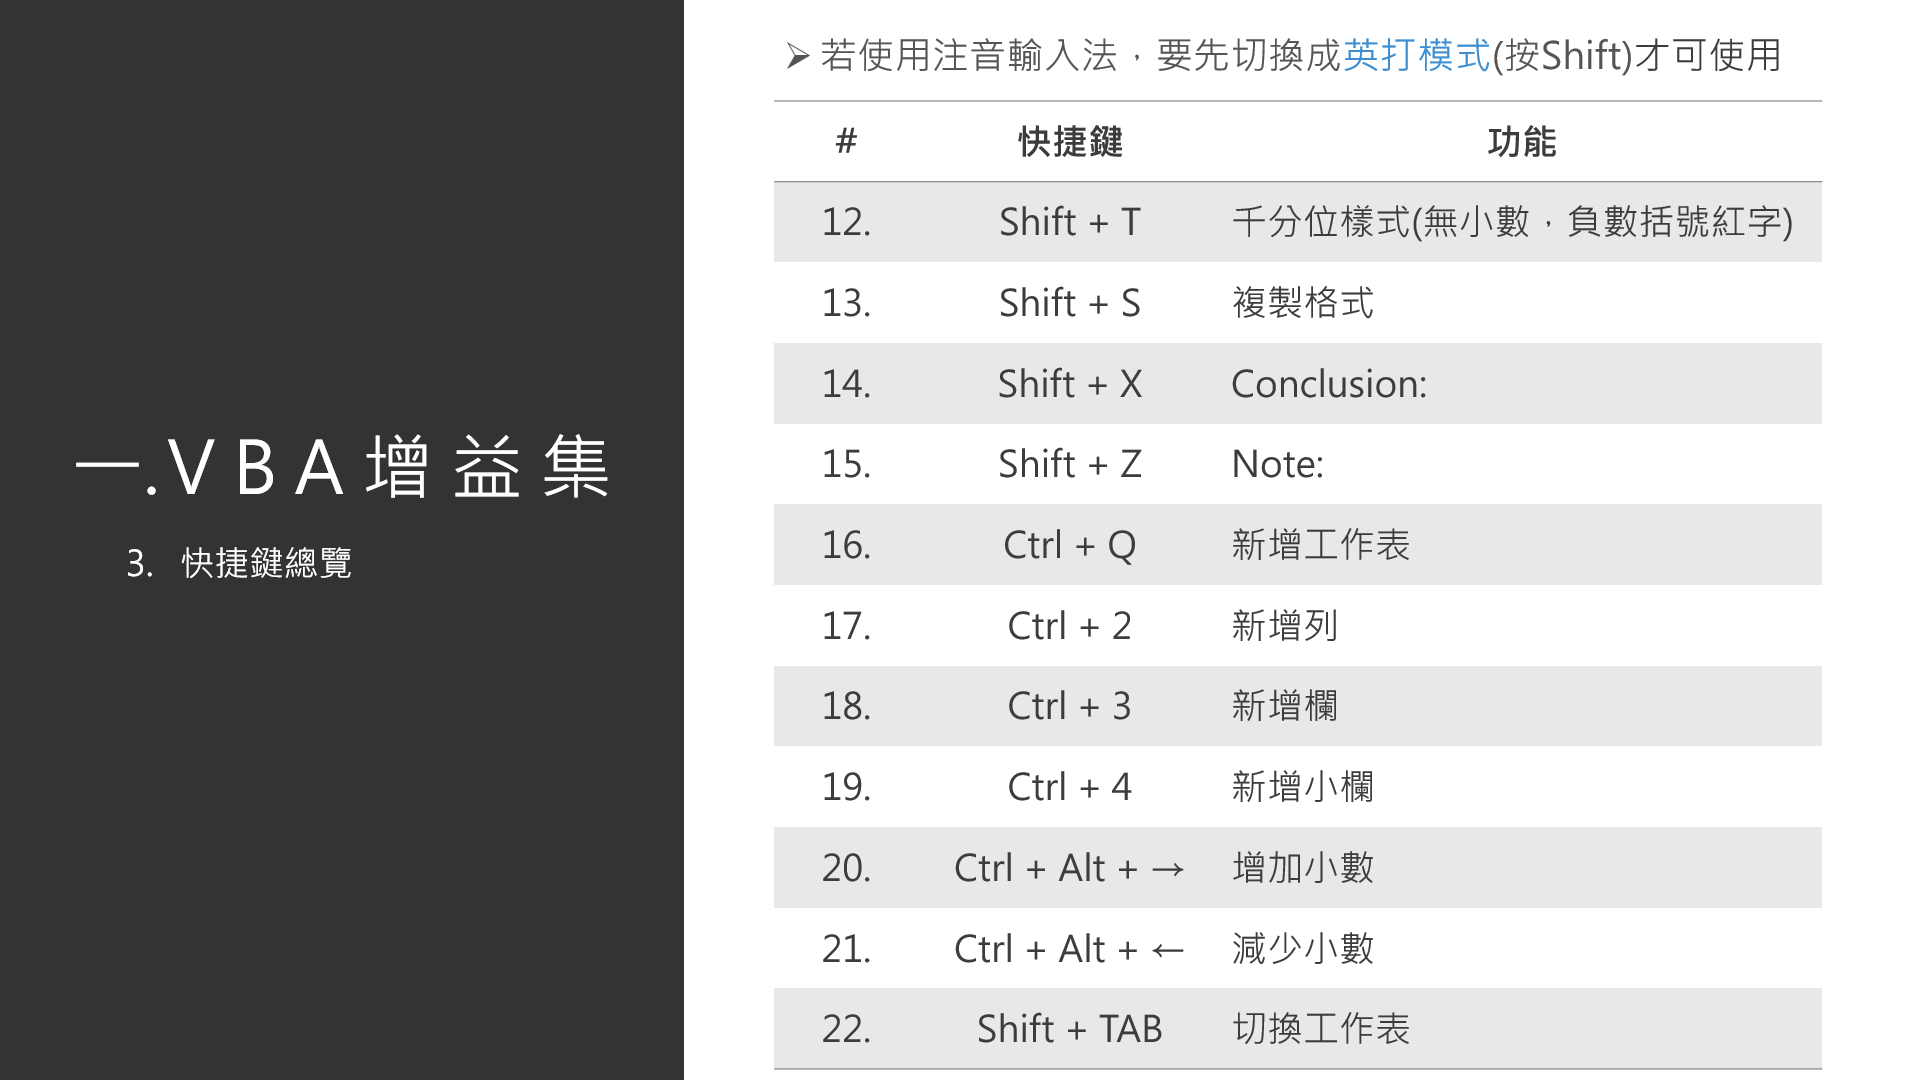 一.VBA增益集
3. 快捷鍵總覽
➢ 若使用注音輸入法，要先切換成英打模式(按Shift)才可使用
# 快捷鍵 功能
12. Shift + T 千分位樣式(無小數，負數括號紅字)
13. Shift + S 複製格式
14. Shift + X Conclusion:
15. Shift + Z Note:
16. Ctrl + Q 新增工作表
17. Ctrl + 2 新增列
18. Ctrl + 3 新增欄
19. Ctrl + 4 新增小欄
20. Ctrl + Alt + → 增加小數
21. Ctrl + Alt + ← 減少小數
22. Shift + TAB 切換工作表